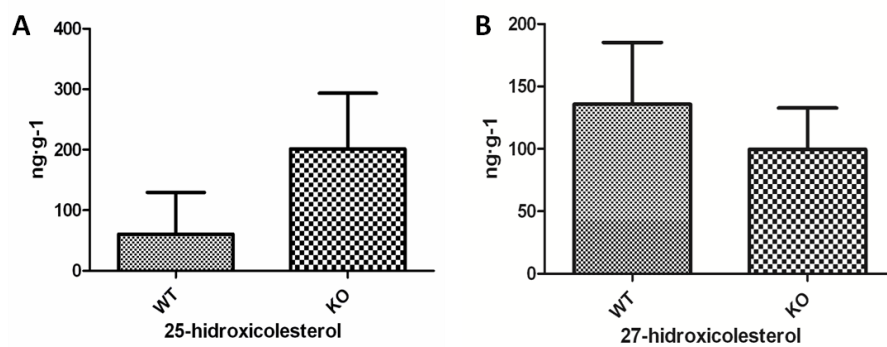 A
ng·g-1
400
300
200
100
0
WT
KO
25-hidroxicolesterol
B
ng·g-1
200
150
100
50
0
WT
KO
27-hidroxicolesterol